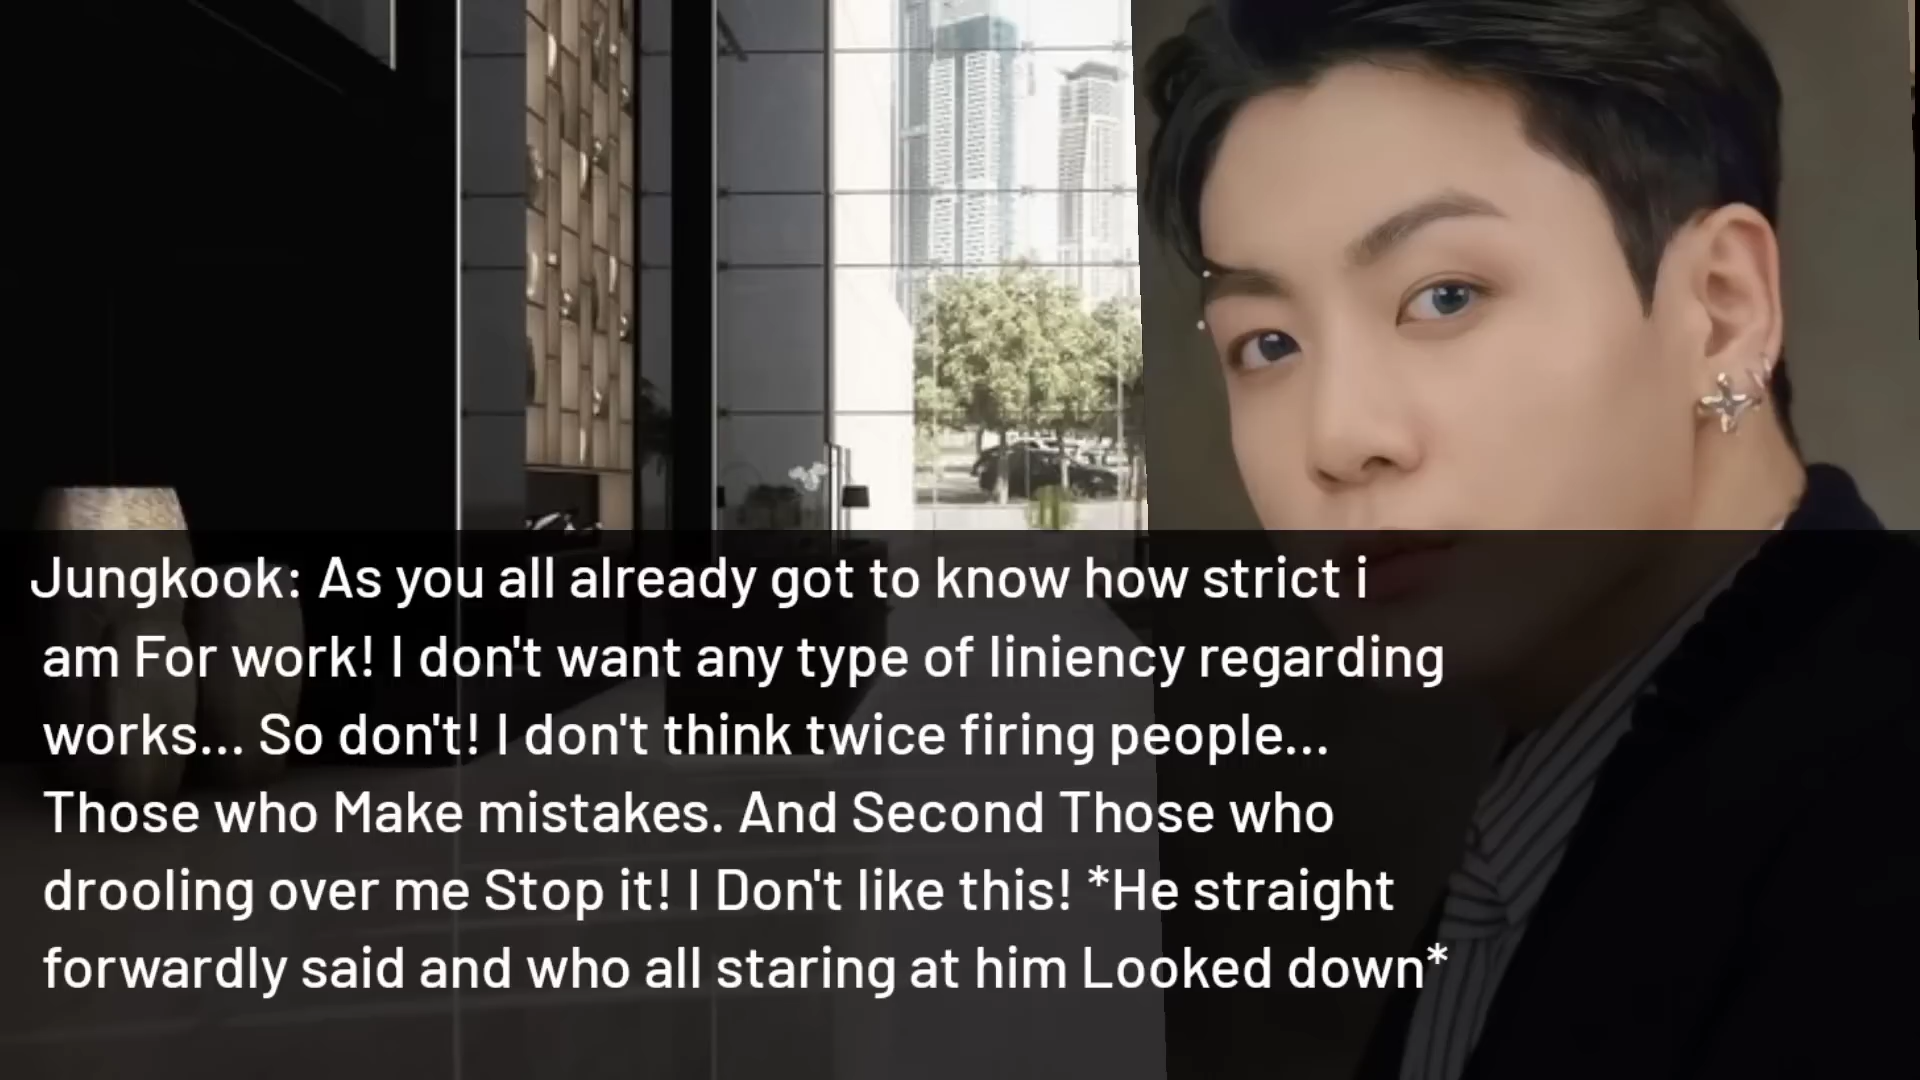 Jungkook: As you all already got to know how strict i
am For work! I don't want any type of liniency regarding
works... So don't! I don't think twice firing people...
Those who Make mistakes. And Second Those who
drooling over me Stop it! I Don't like this! *He straight
forwardly said and who all staring at him Looked down*